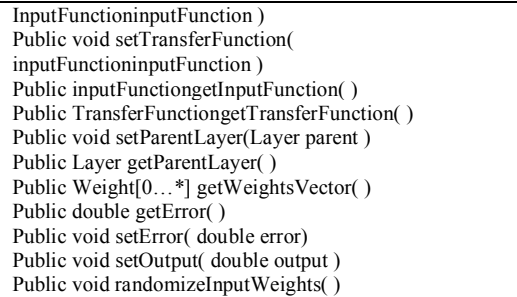 InputFunctioninputFunction )
Public void setTransferFunction(
inputFunctioninputFunction )
Public inputFunctiongetInputFunction( )
Public TransferFunctiongetTransferFunction( )
Public void setParentLayer(Layer parent )
Public Layer getParentLayer( )
Public Weight[0…*] getWeightsVector( )
Public double getError( )
Public void setError( double error)
Public void setOutput( double output )
Public void randomizeInputWeights( )